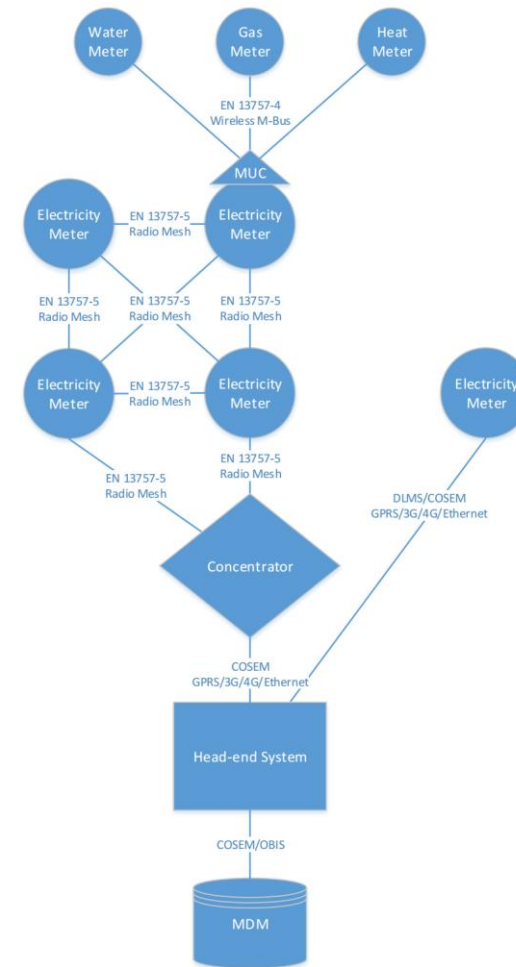 Water
Meter
Gas
Meter
Heat
Meter
EN 13757-4
Wireless M-Bus
MUC
Electricity
Meter
EN 13757-5
Radio Mesh
Electricity
Meter
EN 13757-5
Radio Mesh
EN 13757-5
Radio Mesh
EN 13757-5
Radio Mesh
Electricity
Meter
EN 13757-5
Radio Mesh
Electricity
Meter
Electricity
Meter
EN 13757-5
Radio Mesh
EN 13757-5
Radio Mesh
DLMS/COSEM
GPRS/3G/4G/Ethernet
Concentrator
COSEM
GPRS/3G/4G/Ethernet
Head-end System
COSEM/OBIS
MDM